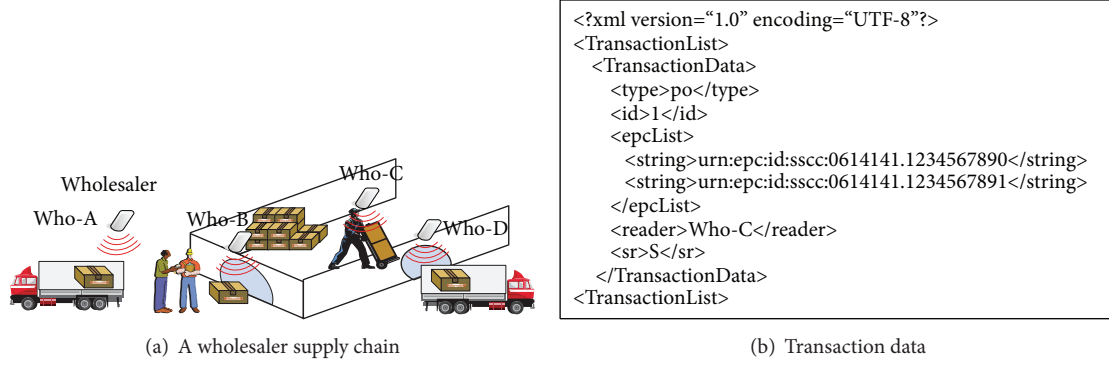 Wholesaler
Who-A
Who-B
Who-C
Who-D
(a) A wholesaler supply chain
<?xml version=“1.0” encoding=“UTF-8”?>
<TransactionList>
<TransactionData>
<type>po</type>
<id>1</id>
<epcList>
<string>urn:epc:id:sscc:0614141.1234567890</string>
<string>urn:epc:id:sscc:0614141.1234567891</string>
</epcList>
<reader>Who-C</reader>
<sr>S</sr>
</TransactionData>
<TransactionList>
(b) Transaction data